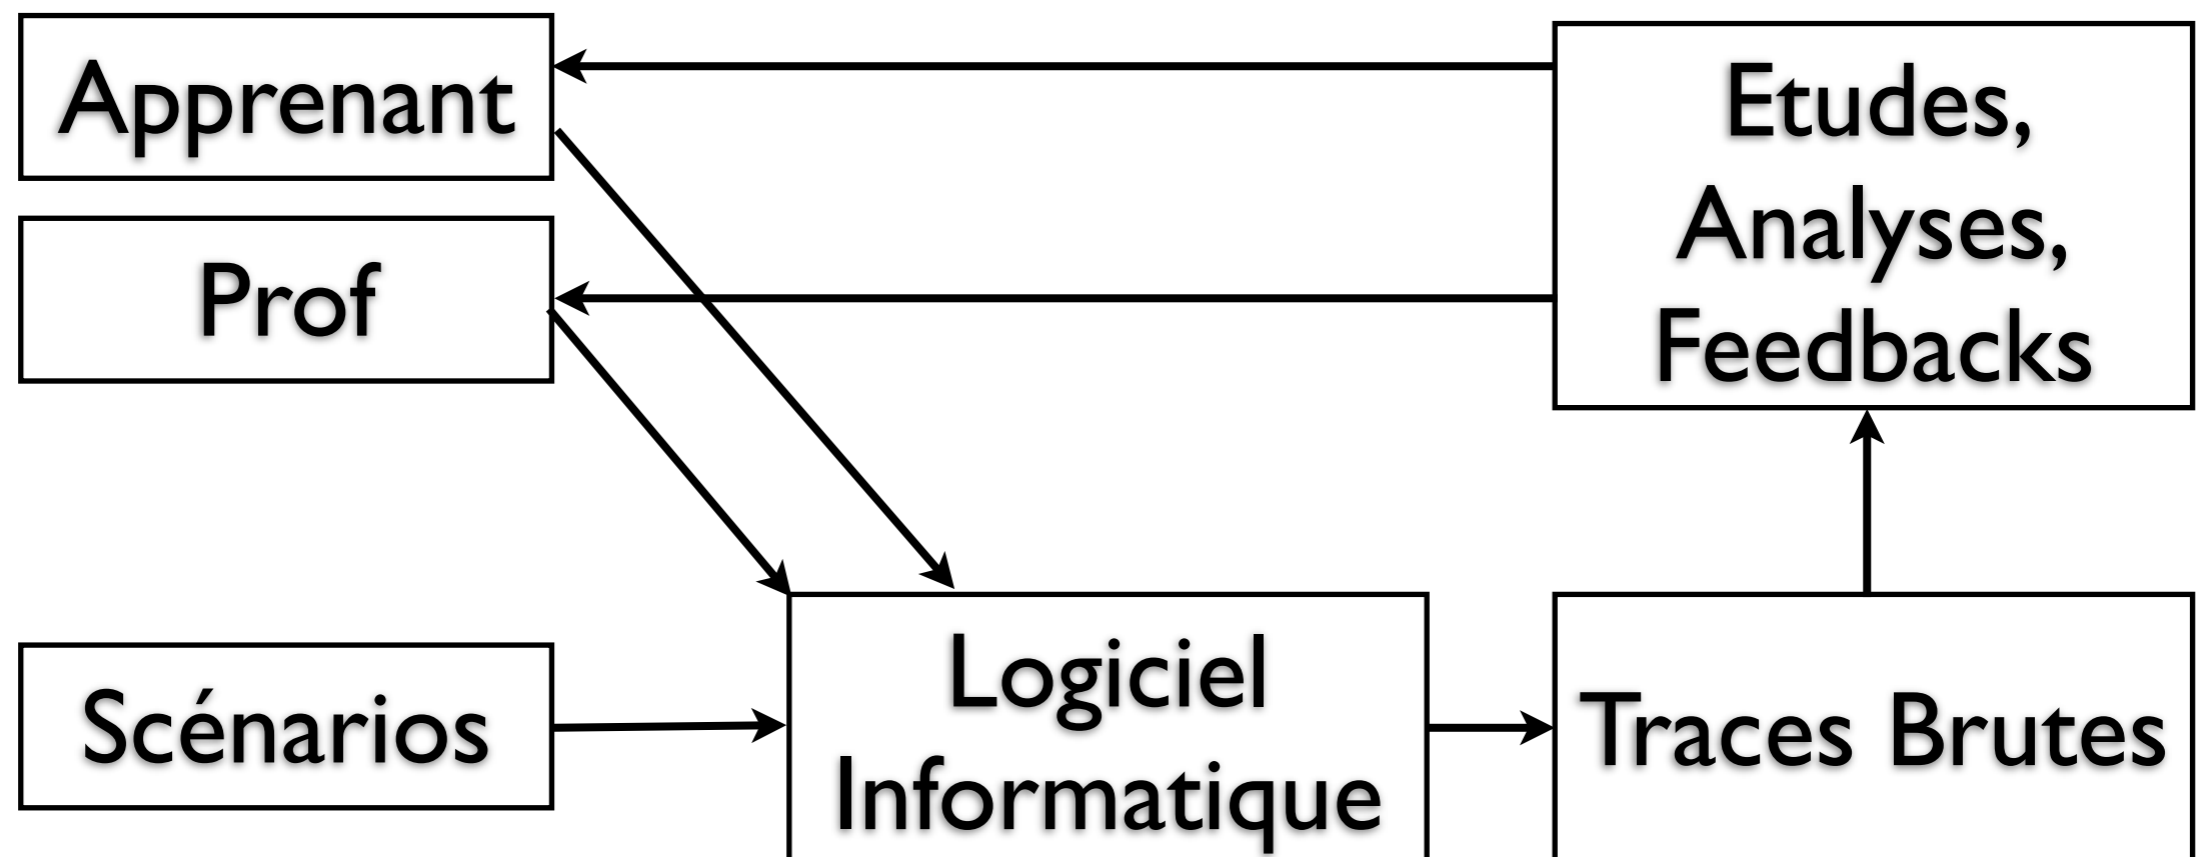 Apprenant
Prof
Scénarios
Logiciel
Informatique
Traces Brutes
Etudes,
Analyses,
Feedbacks